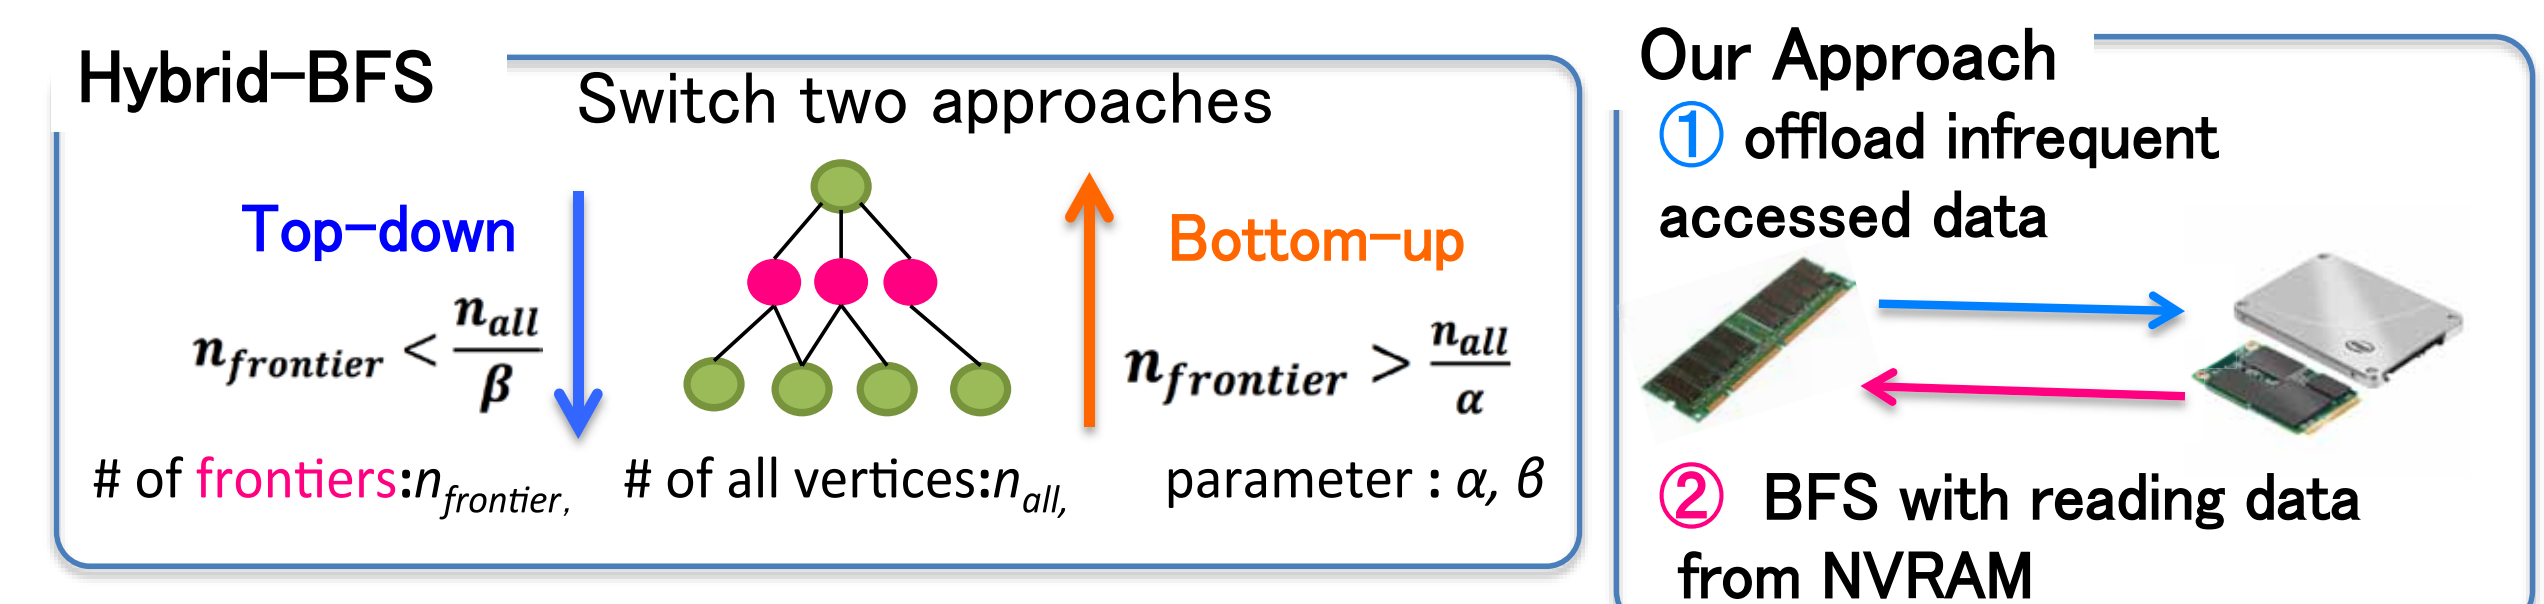 Hybrid-BFS
Switch two approaches
Top-down
n_frontier < n_all / β
Bottom-up
n_frontier > n_all / α
# of frontiers:n_frontier, # of all vertices:n_all, parameter : α, β
Our Approach
① offload infrequent
accessed data
② BFS with reading data
from NVRAM